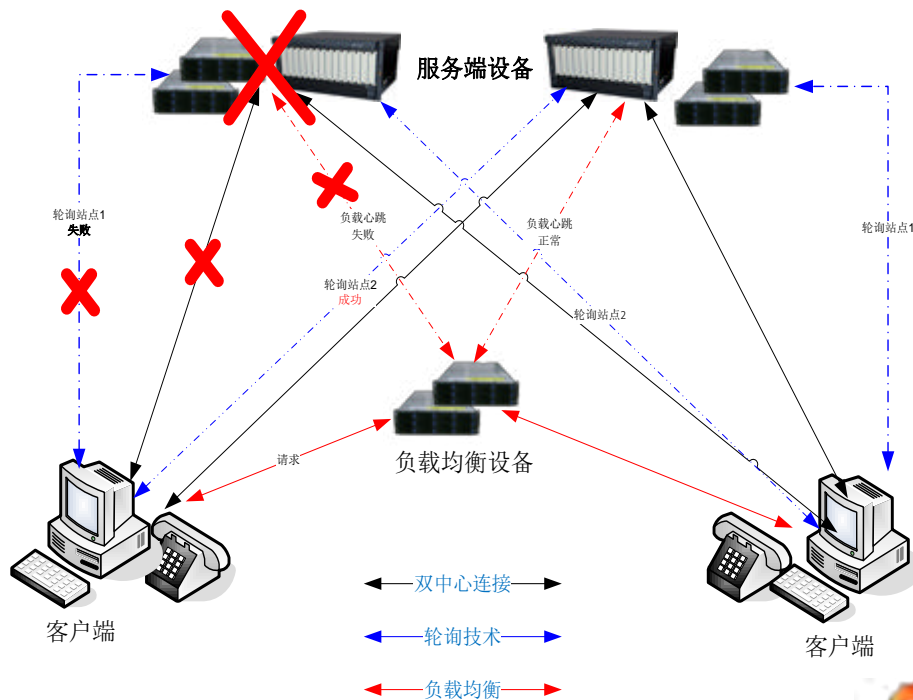 服务端设备
轮询站点1
失败
负载心跳
失败
负载心跳
正常
轮询站点1
轮询站点2
成功
轮询站点2
请求
负载均衡设备
客户端
客户端
双中心连接
轮询技术
负载均衡